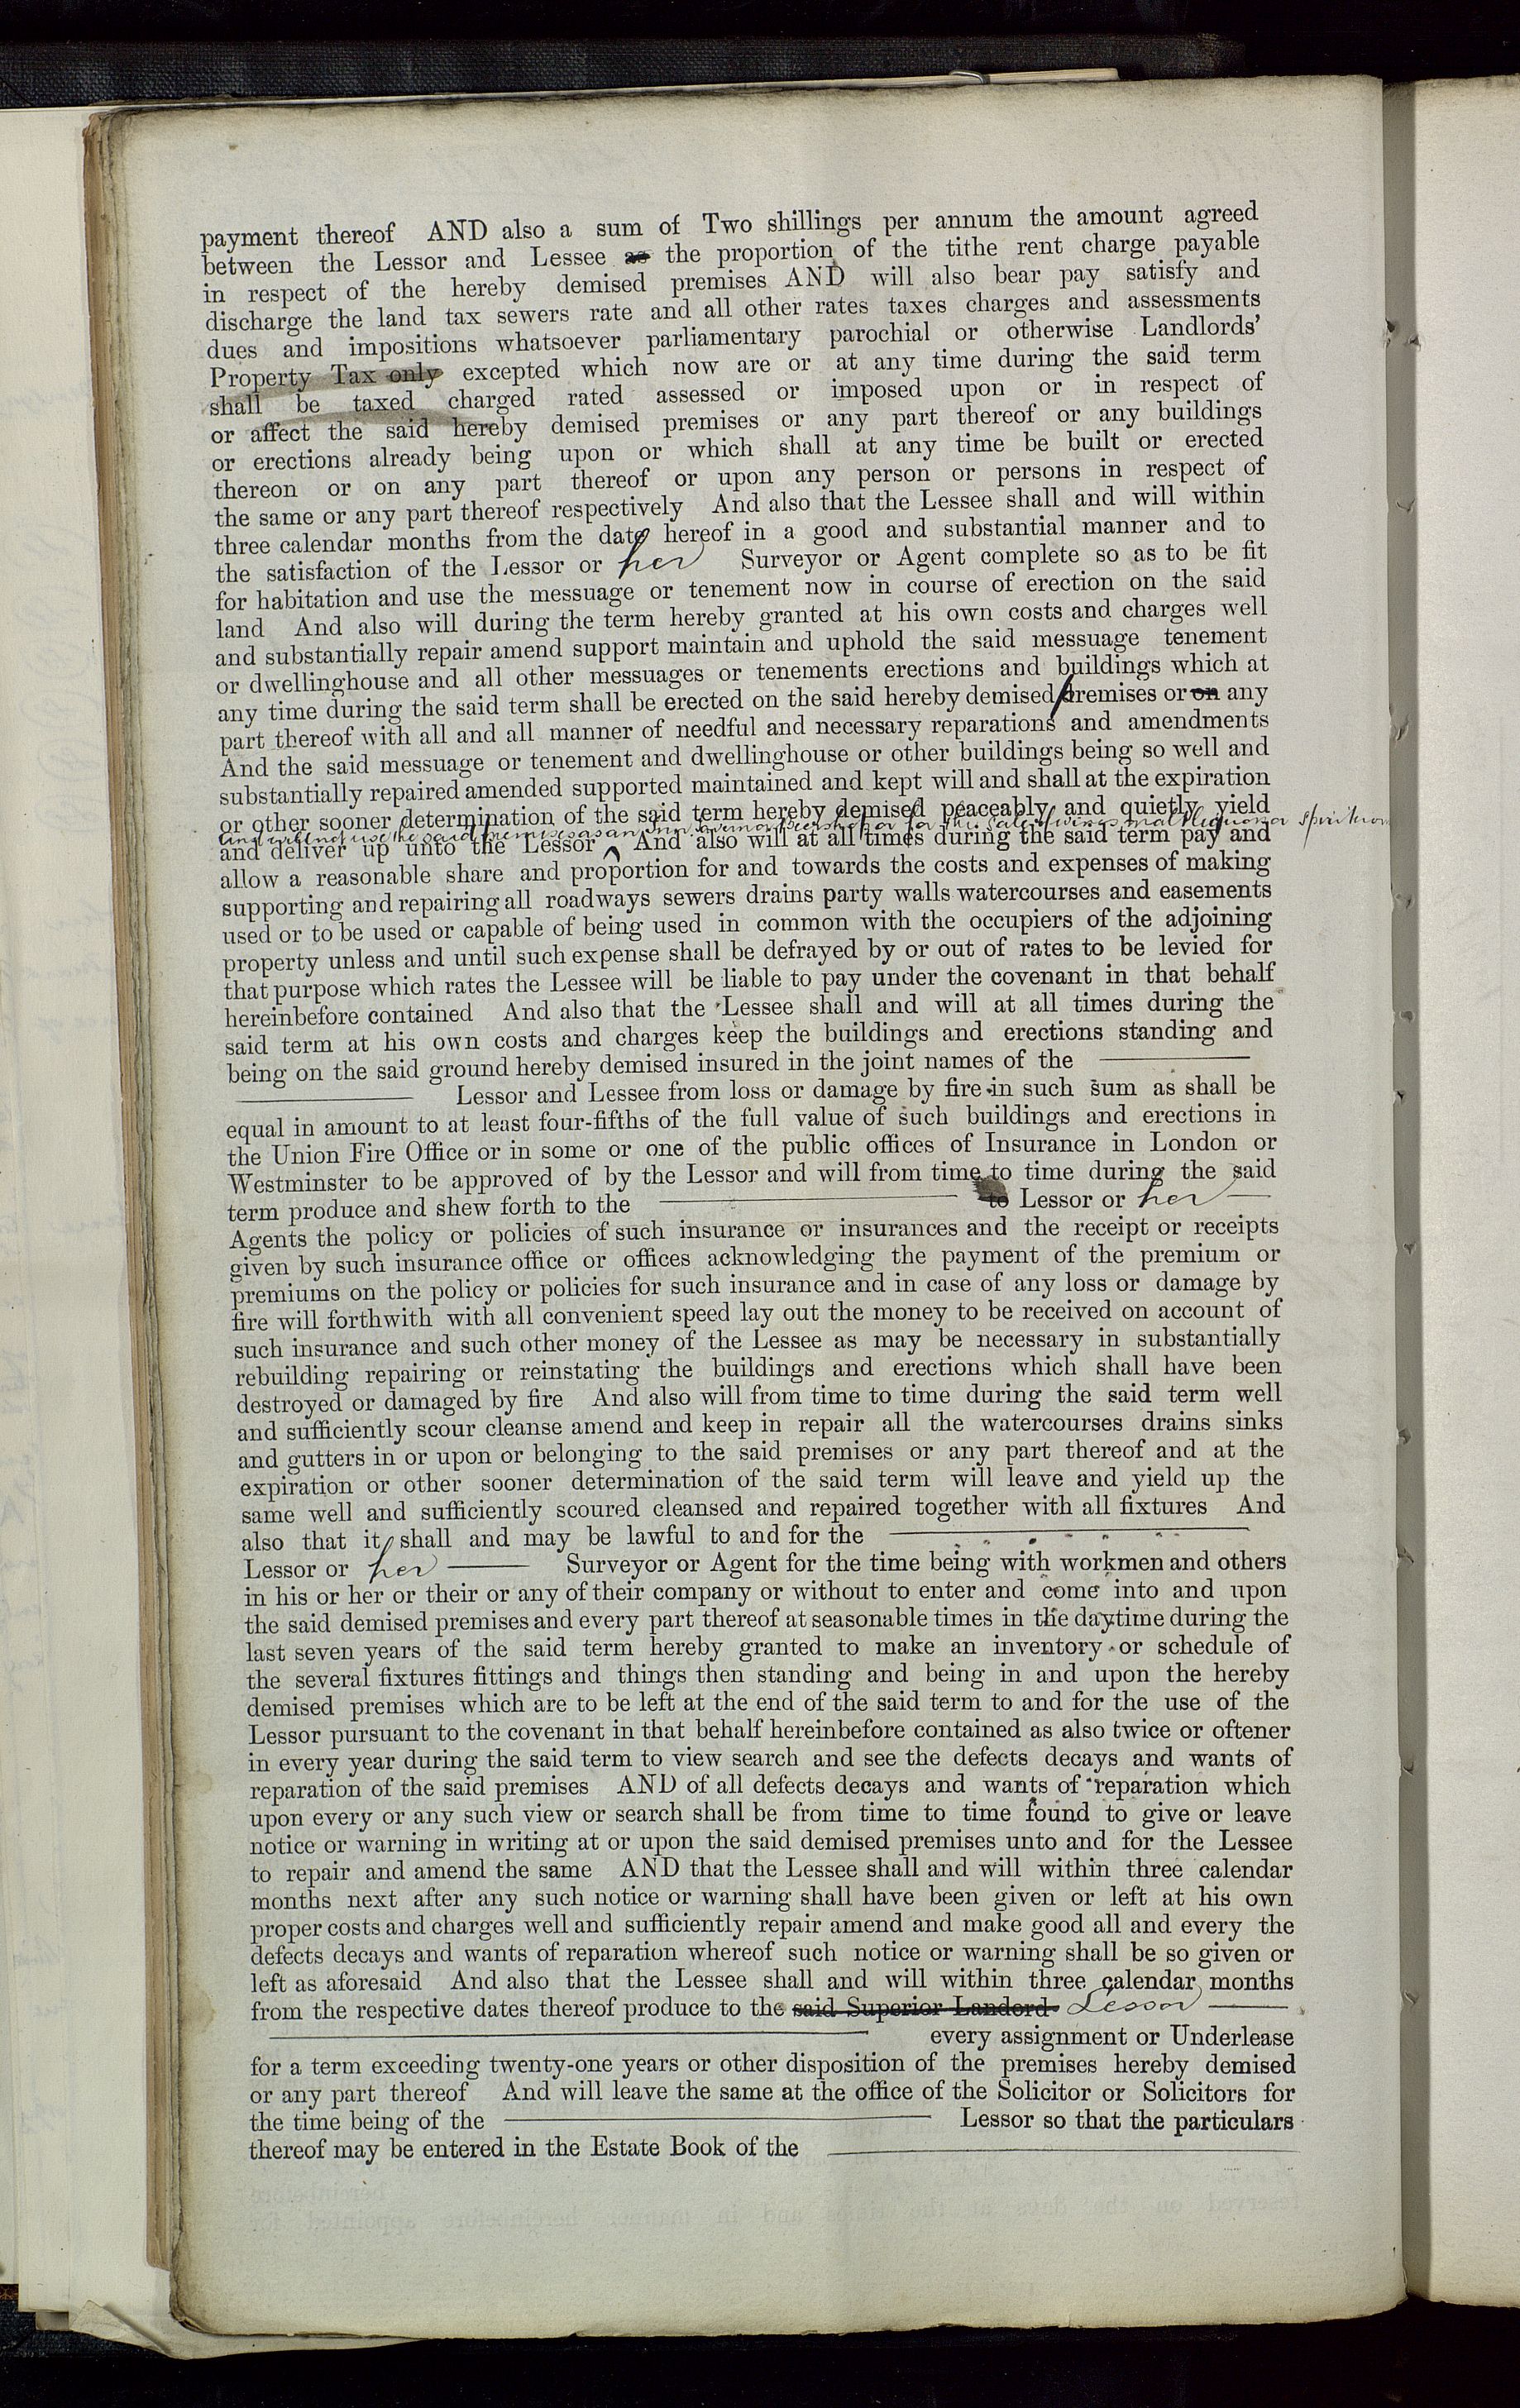 payment thereof AND also a sum of Two shillings per annum the amount agreed
between the Lessor and Lessee as the proportion of the tithe rent charge payable
in respect of the hereby demised premises AND will also bear pay satisfy and
discharge the land tax sewers rate and all other rates taxes charges and assessments
dues and impositions whatsoever parliamentary parochial or otherwise Landlords'
Property Tax only excepted which now are or at any time during the said term
shall be taxed charged rated assessed or imposed upon or in respect of
or affect the said hereby demised premises or any part thereof or any buildings
or erections already being upon or which shall at any time be built or erected
thereon or on any part thereof or upon any person or persons in respect of
the same or any part thereof respectively And also that the Lessee shall and will within
three calendar months from the date hereof in a good and substantial manner and to
the satisfaction of the Lessor or her Surveyor or Agent complete so as to be fit
for habitation and use the messuage or tenement now in course of erection on the said
land And also will during the term hereby granted at his own costs and charges well
and substantially repair amend support maintain and uphold the said messuage tenement
or dwellinghouse and all other messuages or tenements erections and buildings which at
any time during the said term shall be erected on the said hereby demised premises or on any
part thereof with all and all manner of needful and necessary reparations and amendments
And the said messuage or tenement and dwellinghouse or other buildings being so well and
substantially repaired amended supported maintained and kept will and shall at the expiration
or other sooner determination of the said term hereby demised peaceably and quietly yield
and will not use the said premises as an Inn Tavern or Beershop or for the sale of wines malt liquor or spirituous
and deliver up unto the Lessor And also will at all times during the said term pay and
allow a reasonable share and proportion for and towards the costs and expenses of making
supporting and repairing all roadways sewers drains party walls watercourses and easements
used or to be used or capable of being used in common with the occupiers of the adjoining
property unless and until such expense shall be defrayed by or out of rates to be levied for
that purpose which rates the Lessee will be liable to pay under the covenant in that behalf
hereinbefore contained And also that the Lessee shall and will at all times during the
said term at his own costs and charges keep the buildings and erections standing and
being on the said ground hereby demised insured in the joint names of the
Lessor and Lessee from loss or damage by fire in such sum as shall be
equal in amount to at least four-fifths of the full value of such buildings and erections in
the Union Fire Office or in some or one of the public offices of Insurance in London or
Westminster to be approved of by the Lessor and will from time to time during the said
term produce and shew forth to the to Lessor or her
Agents the policy or policies of such insurance or insurances and the receipt or receipts
given by such insurance office or offices acknowledging the payment of the premium or
premiums on the policy or policies for such insurance and in case of any loss or damage by
fire will forthwith with all convenient speed lay out the money to be received on account of
such insurance and such other money of the Lessee as may be necessary in substantially
rebuilding repairing or reinstating the buildings and erections which shall have been
destroyed or damaged by fire And also will from time to time during the said term well
and sufficiently scour cleanse amend and keep in repair all the watercourses drains sinks
and gutters in or upon or belonging to the said premises or any part thereof and at the
expiration or other sooner determination of the said term will leave and yield up the
same well and sufficiently scoured cleansed and repaired together with all fixtures And
also that it shall and may be lawful to and for the
Lessor or her Surveyor or Agent for the time being with workmen and others
in his or her or their or any of their company or without to enter and come into and upon
the said demised premises and every part thereof at seasonable times in the daytime during the
last seven years of the said term hereby granted to make an inventory or schedule of
the several fixtures fittings and things then standing and being in and upon the hereby
demised premises which are to be left at the end of the said term to and for the use of the
Lessor pursuant to the covenant in that behalf hereinbefore contained as also twice or oftener
in every year during the said term to view search and see the defects decays and wants of
reparation of the said premises AND of all defects decays and wants of reparation which
upon every or any such view or search shall be from time to time found to give or leave
notice or warning in writing at or upon the said demised premises unto and for the Lessee
to repair and amend the same AND that the Lessee shall and will within three calendar
months next after any such notice or warning shall have been given or left at his own
proper costs and charges well and sufficiently repair amend and make good all and every the
defects decays and wants of reparation whereof such notice or warning shall be so given or
left as aforesaid And also that the Lessee shall and will within three calendar months
from the respective dates thereof produce to the said Superior Landord Lessor
every assignment or Underlease
for a term exceeding twenty-one years or other disposition of the premises hereby demised
or any part thereof And will leave the same at the office of the Solicitor or Solicitors for
the time being of the Lessor so that the particulars
thereof may be entered in the Estate Book of the